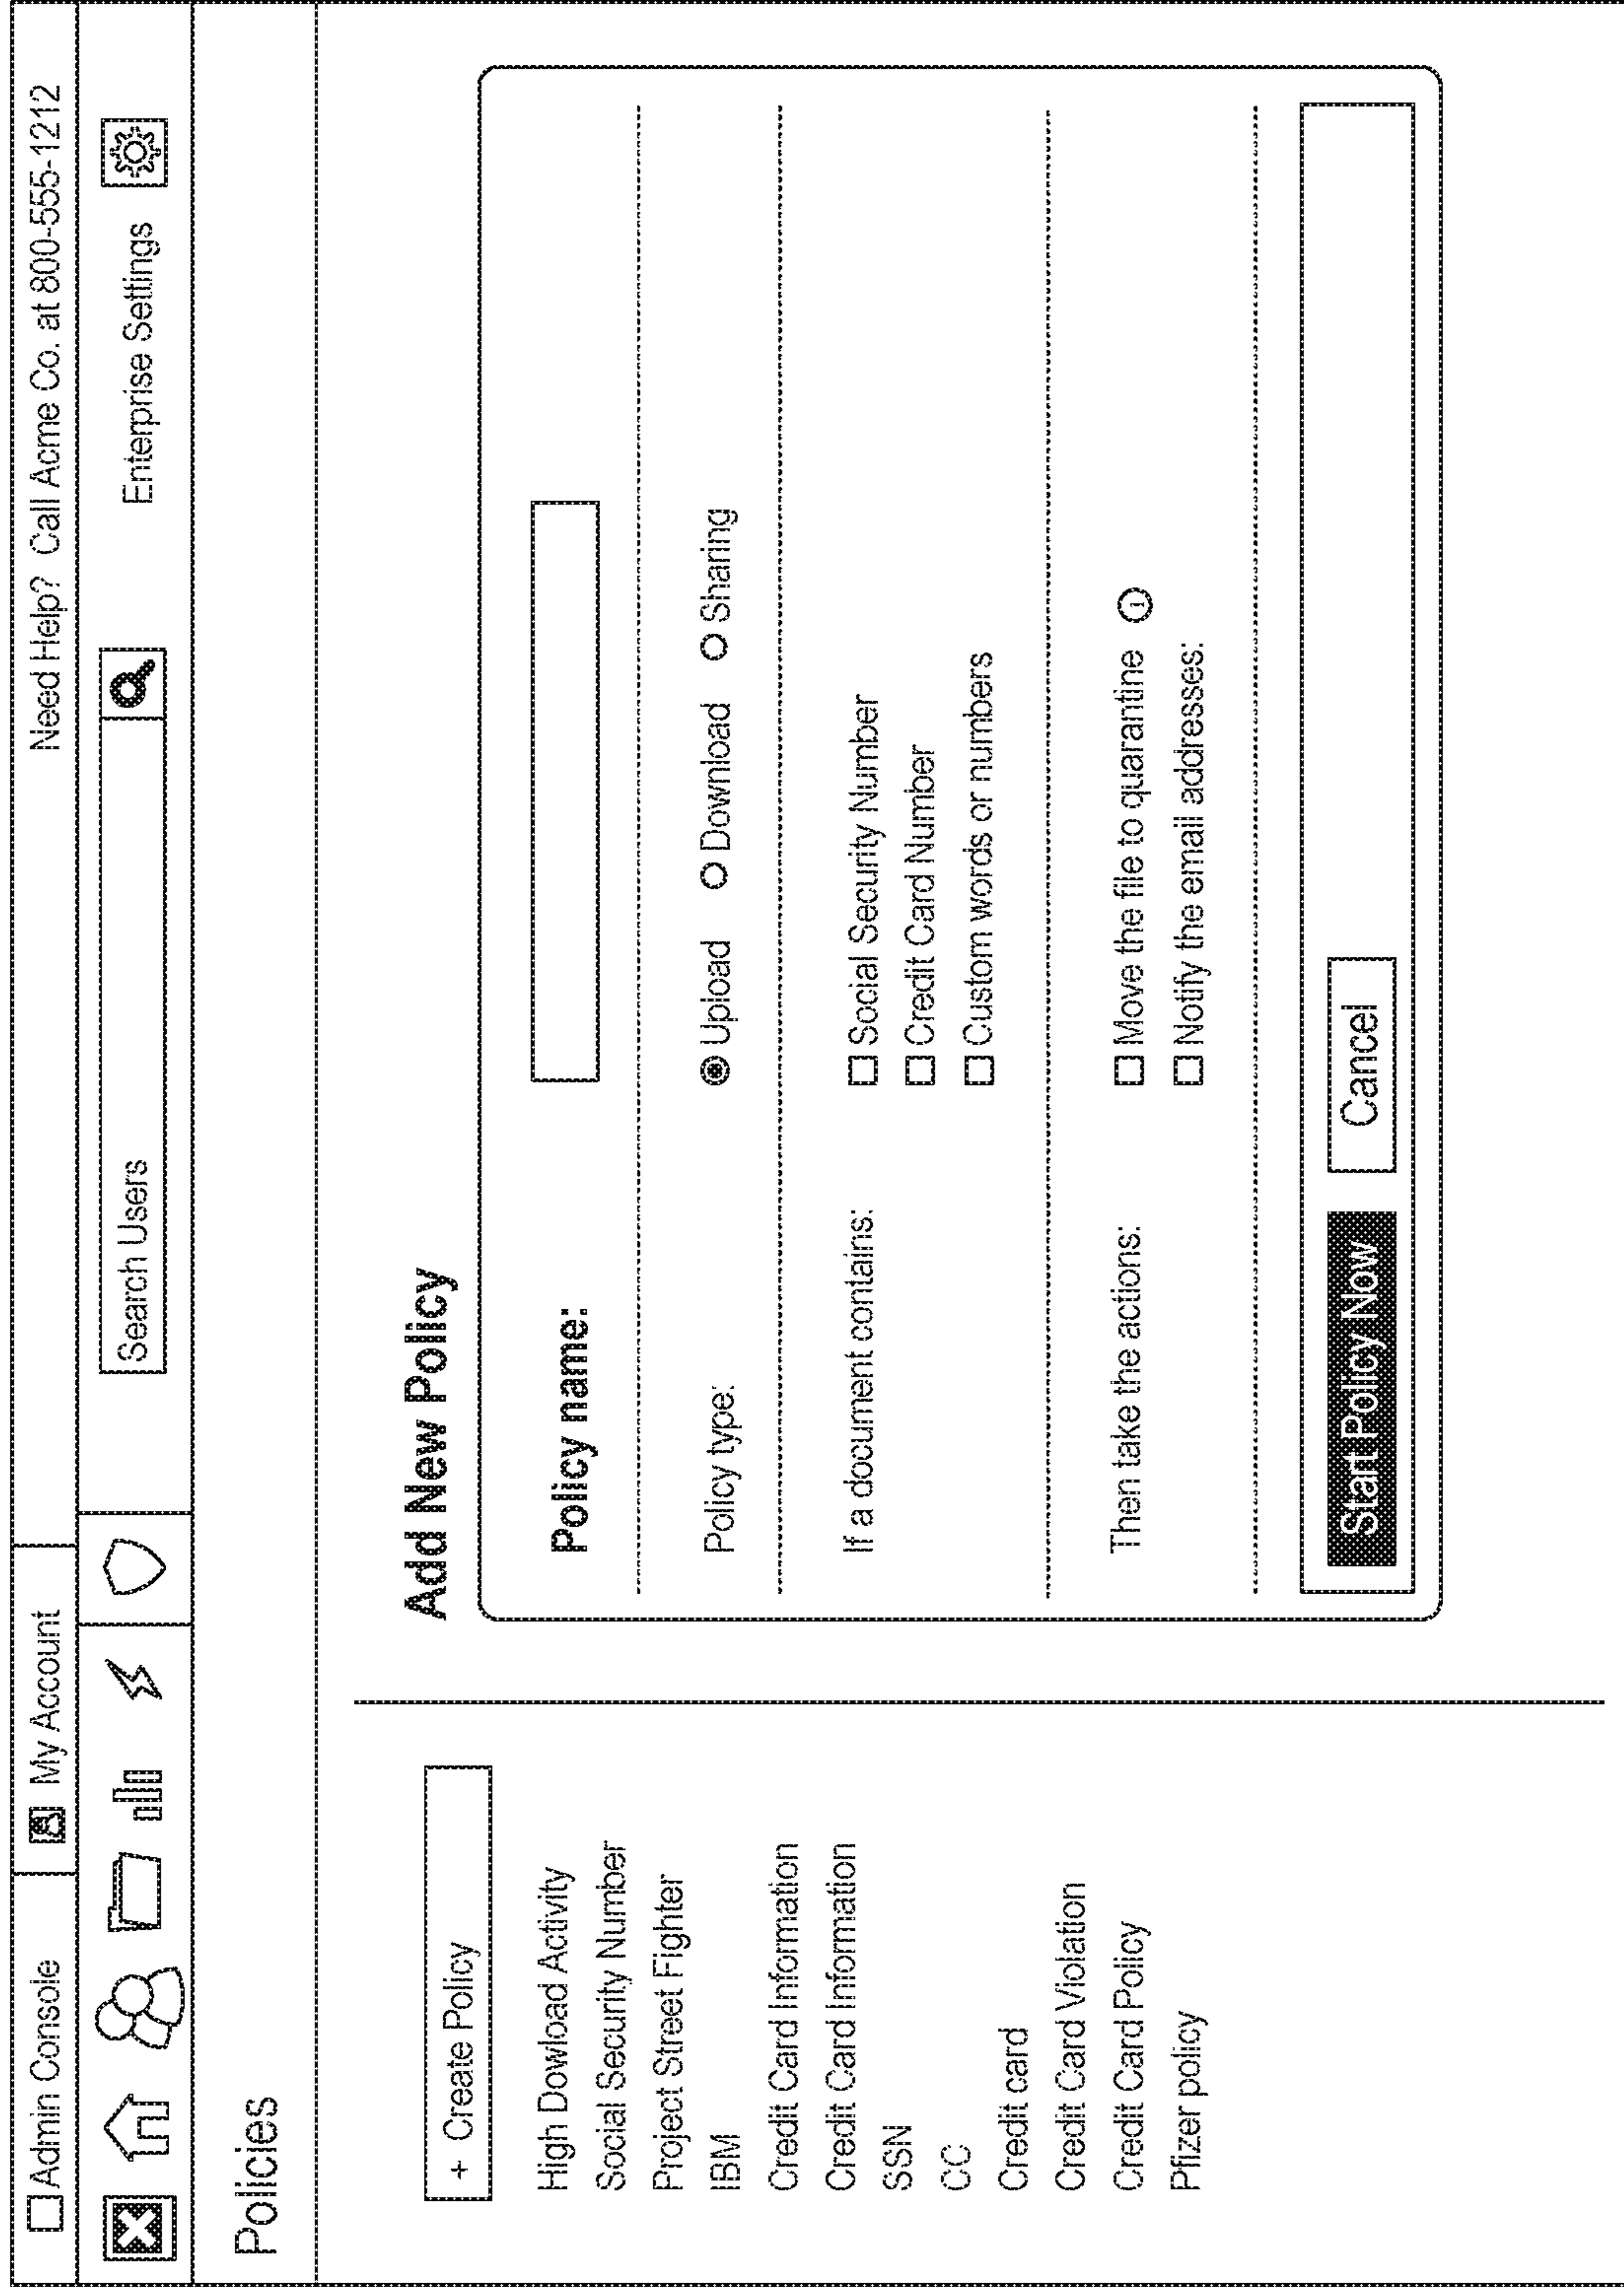 Admin Console
My Account
Need Help? Call Acme Co. at 800-555-1212
Search Users
Enterprise Settings
Policies
+ Create Policy
High Dowload Activity
Social Security Number
Project Street Fighter
IBM
Credit Card Information
Credit Card Information
SSN
CC
Credit card
Credit Card Violation
Credit Card Policy
Pfizer policy
Add New Policy
Policy name:
Policy type:
Upload
Download
Sharing
If a document contains:
Social Security Number
Credit Card Number
Custom words or numbers
Then take the actions:
Move the file to quarantine i
Notify the email addresses:
Start Policy Now
Cancel